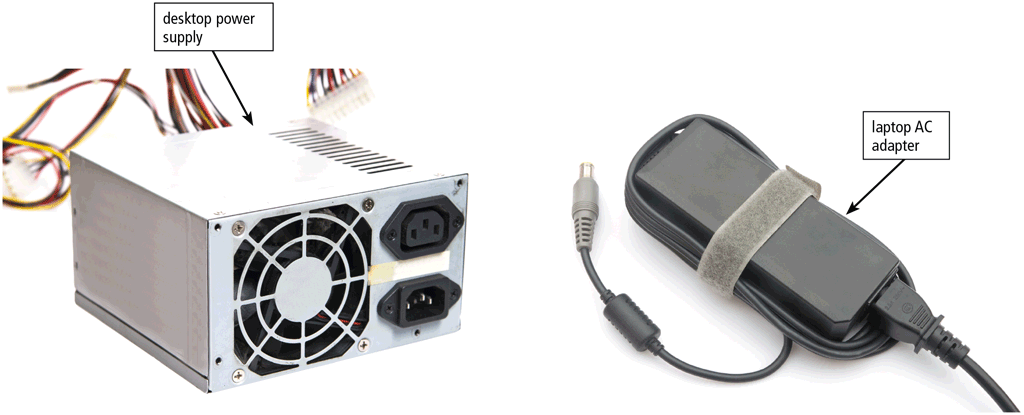 desktop power
supply
laptop AC
adapter